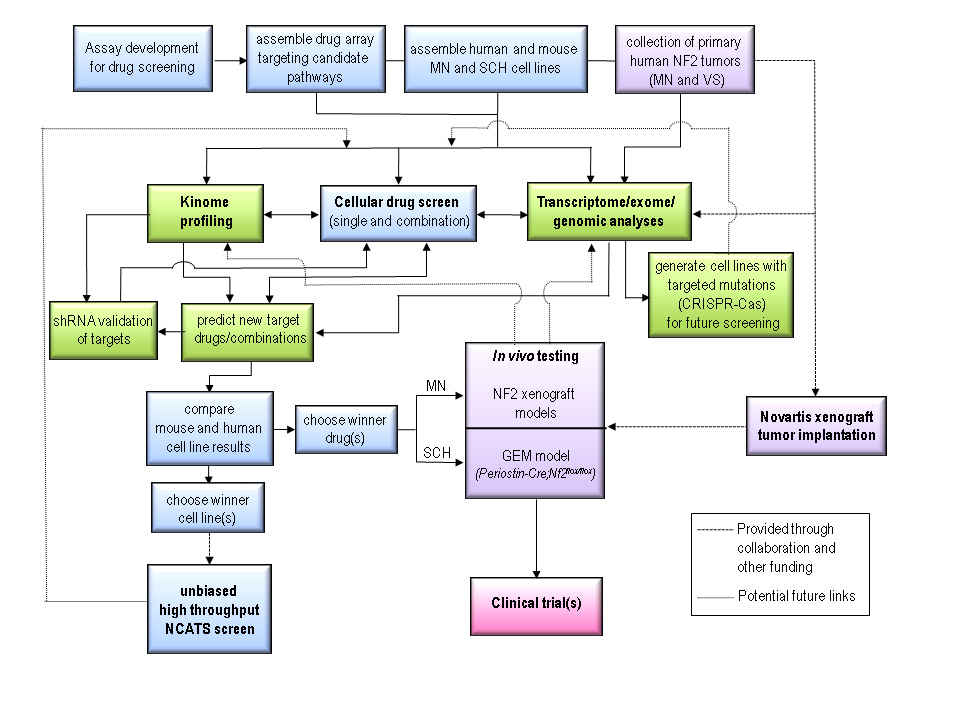 Assay development
for drug screening
assemble drug array
targeting candidate
pathways
assemble human and mouse
MN and SCH cell lines
collection of primary
human NF2 tumors
(MN and VS)
Kinome
profiling
Cellular drug screen
(single and combination)
Transcriptome/exome/
genomic analyses
generate cell lines with
targeted mutations
(CRISPR-Cas)
for future screening
shRNA validation
of targets
predict new target
drugs/combinations
In vivo testing
NF2 xenograft
models
GEM model
(Periostin-Cre;Nf2flox/flox)
MN
SCH
compare
mouse and human
cell line results
choose winner
drug(s)
Novartis xenograft
tumor implantation
choose winner
cell line(s)
unbiased
high throughput
NCATS screen
Clinical trial(s)
Provided through
collaboration and
other funding
Potential future links